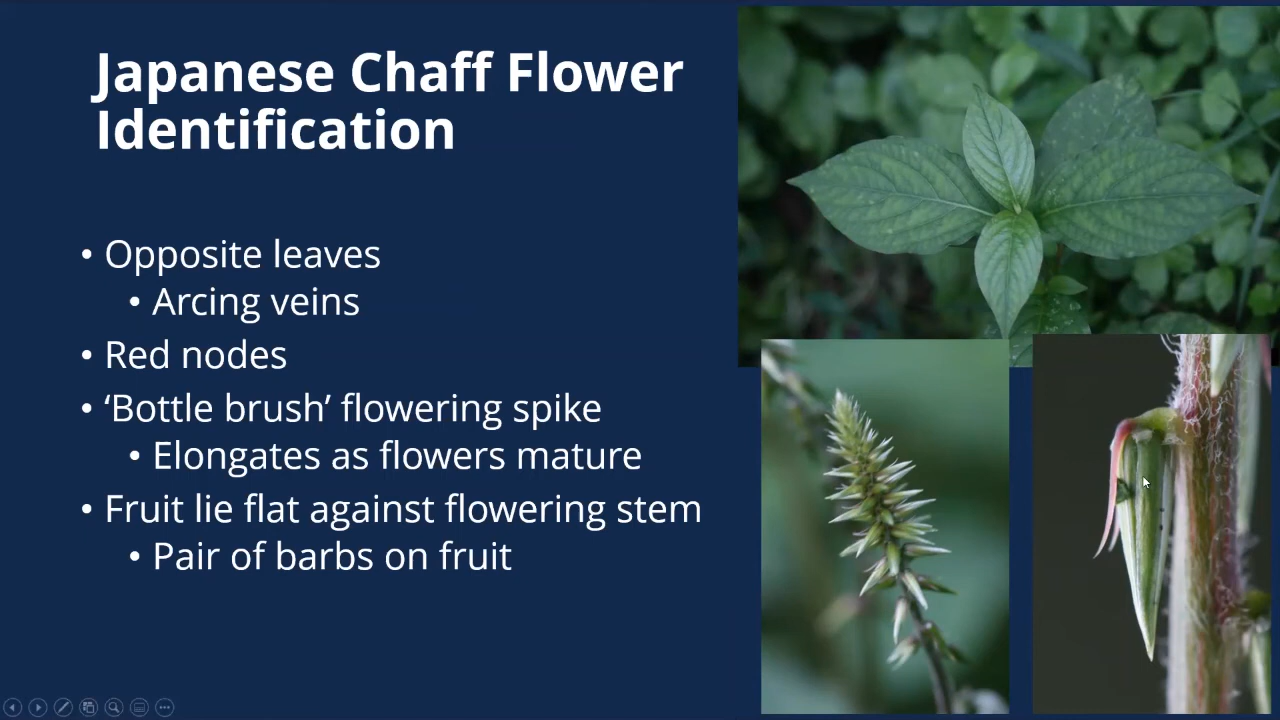 Japanese Chaff Flower
Identification
• Opposite leaves
• Arcing veins
• Red nodes
• ‘Bottle brush’ flowering spike
• Elongates as flowers mature
• Fruit lie flat against flowering stem
• Pair of barbs on fruit